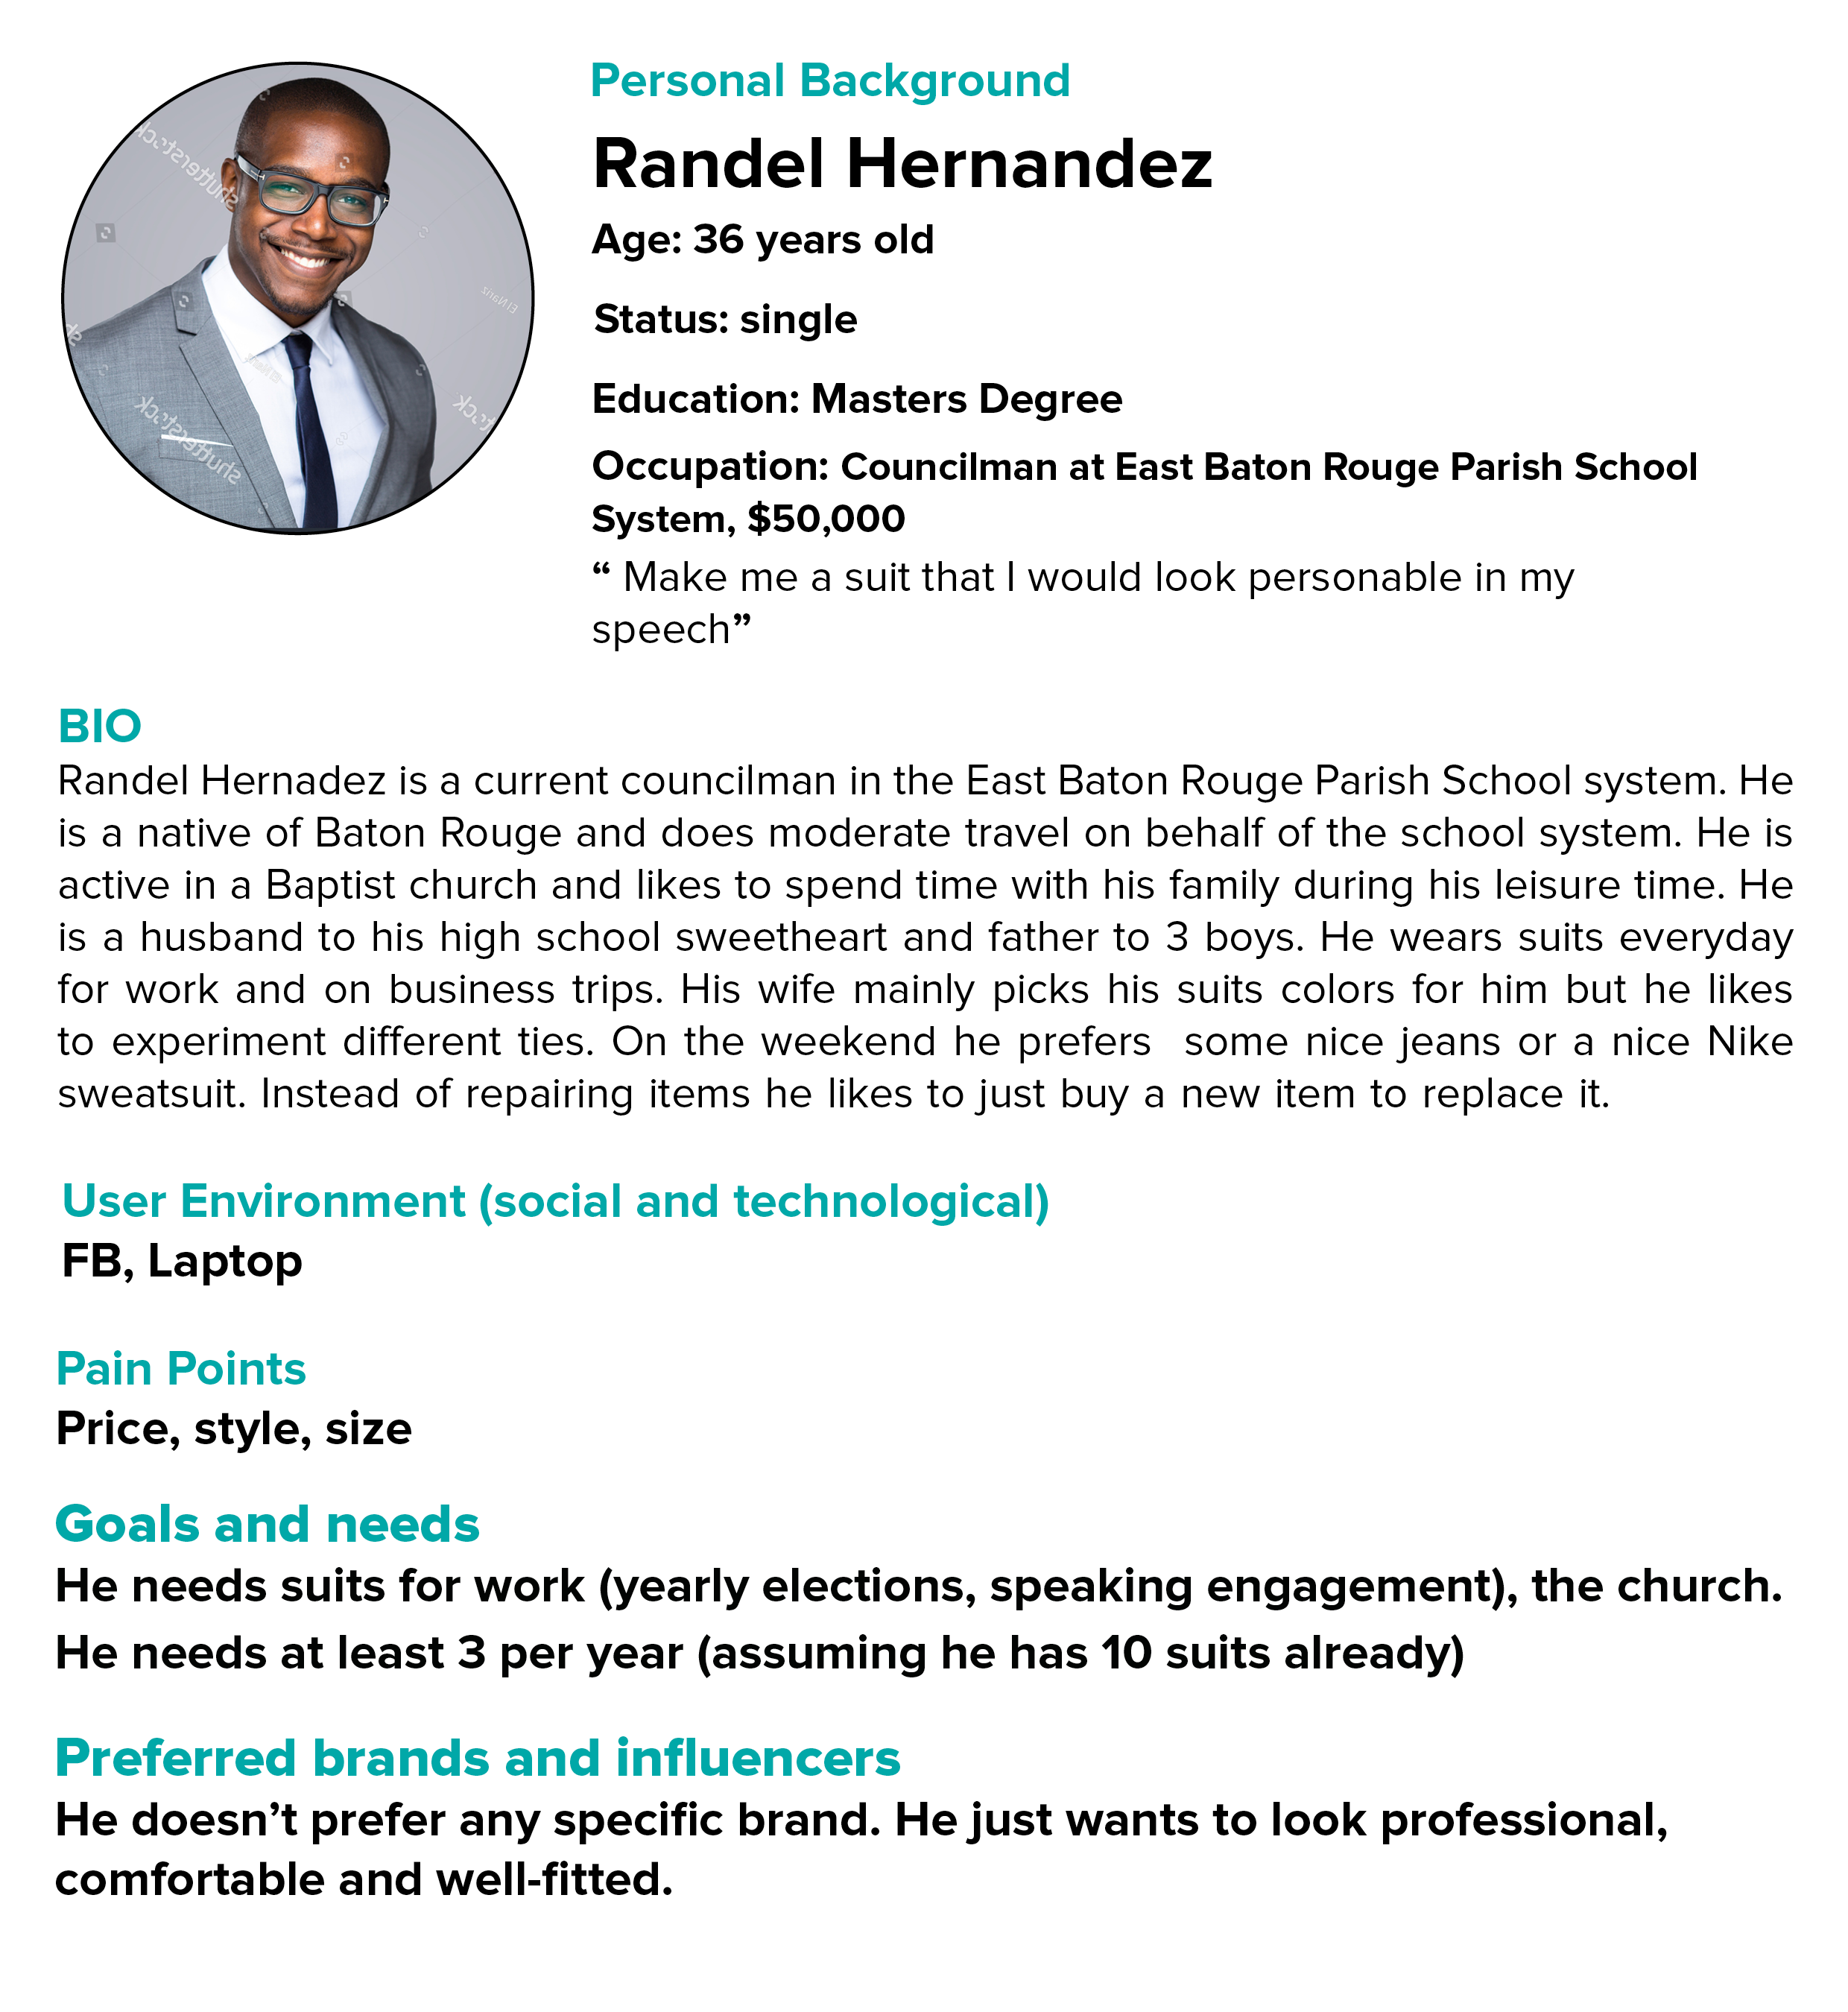 Personal Background
Randel Hernandez
Age: 36 years old
Status: single
Education: Masters Degree
Occupation: Councilman at East Baton Rouge Parish School
System, $50,000
“ Make me a suit that I would look personable in my
speech”
shutterstock
El Nariz
shutterstock
BIO
Randel Hernadez is a current councilman in the East Baton Rouge Parish School system. He
is a native of Baton Rouge and does moderate travel on behalf of the school system. He is
active in a Baptist church and likes to spend time with his family during his leisure time. He
is a husband to his high school sweetheart and father to 3 boys. He wears suits everyday
for work and on business trips. His wife mainly picks his suits colors for him but he likes
to experiment different ties. On the weekend he prefers  some nice jeans or a nice Nike
sweatsuit. Instead of repairing items he likes to just buy a new item to replace it.
User Environment (social and technological)
FB, Laptop
Pain Points
Price, style, size
Goals and needs
He needs suits for work (yearly elections, speaking engagement), the church.
He needs at least 3 per year (assuming he has 10 suits already)
Preferred brands and influencers
He doesn’t prefer any specific brand. He just wants to look professional,
comfortable and well-fitted.